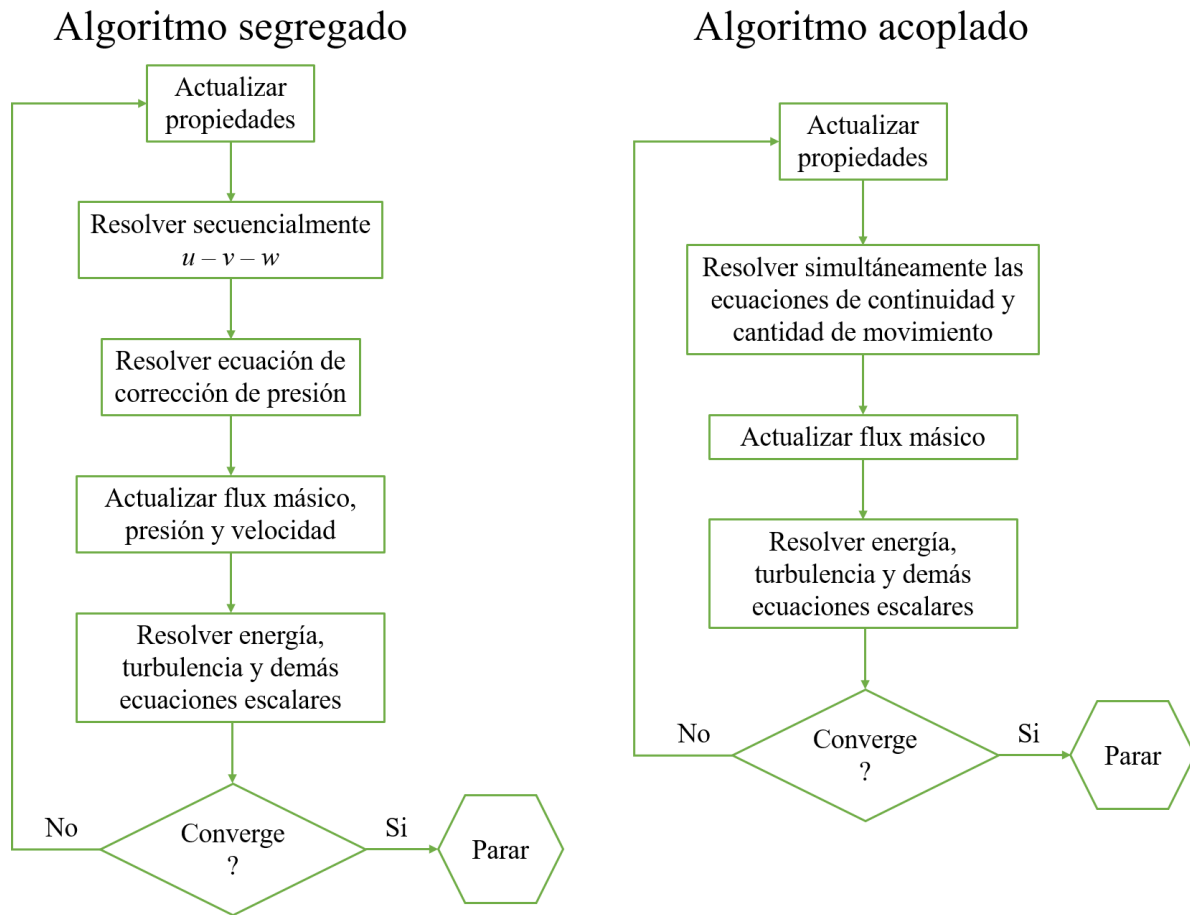 Algoritmo segregado
Actualizar
propiedades
Resolver secuencialmente
u – v – w
Resolver ecuación de
corrección de presión
Actualizar flux másico,
presión y velocidad
Resolver energía,
turbulencia y demás
ecuaciones escalares
Converge
?
No
Si
Parar
Algoritmo acoplado
Actualizar
propiedades
Resolver simultáneamente las
ecuaciones de continuidad y
cantidad de movimiento
Actualizar flux másico
Resolver energía,
turbulencia y demás
ecuaciones escalares
Converge
?
No
Si
Parar